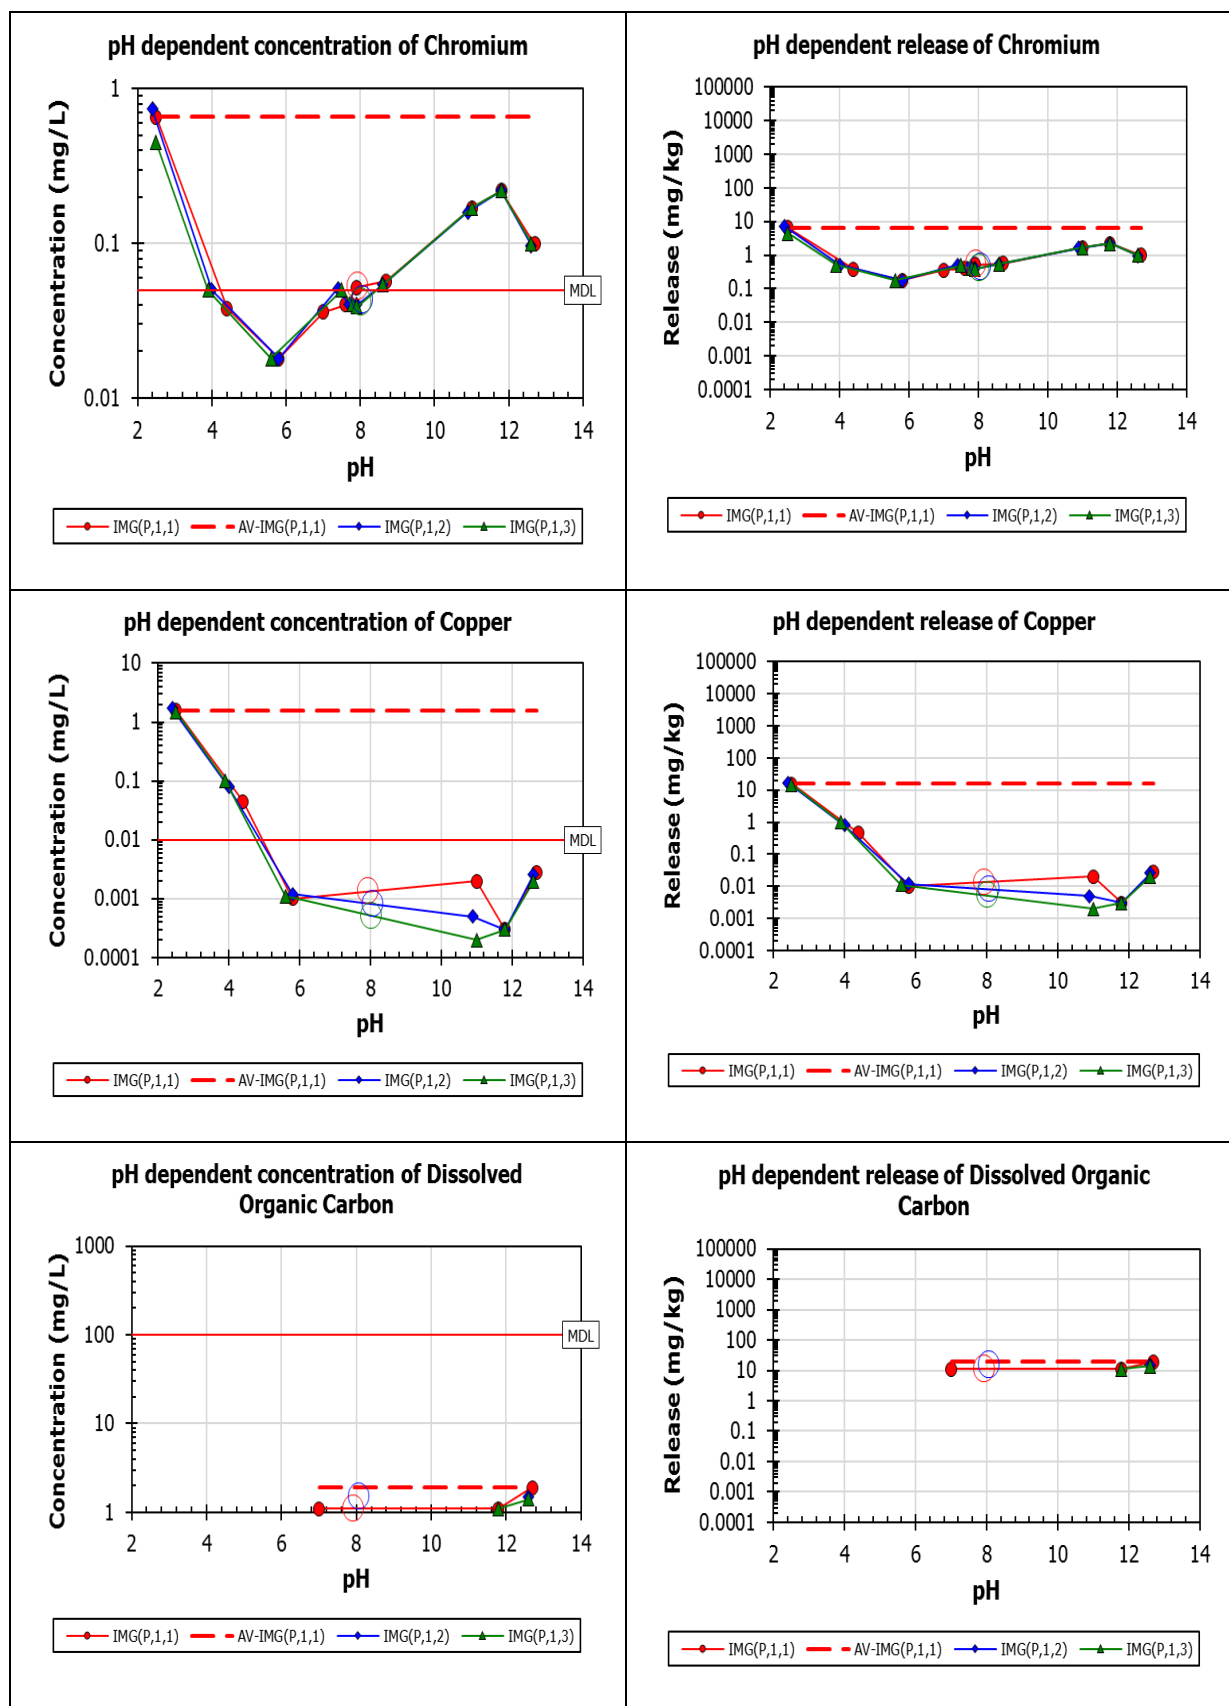 pH dependent concentration of Chromium
Concentration (mg/L)
1
0.1
0.01
MDL
2 4 6 8 10 12 14
pH
IMG(P,1,1) AV-IMG(P,1,1) IMG(P,1,2) IMG(P,1,3)
pH dependent release of Chromium
Release (mg/kg)
100000
10000
1000
100
10
1
0.1
0.01
0.001
0.0001
2 4 6 8 10 12 14
pH
IMG(P,1,1) AV-IMG(P,1,1) IMG(P,1,2) IMG(P,1,3)
pH dependent concentration of Copper
Concentration (mg/L)
10
1
0.1
0.01
0.001
0.0001
MDL
2 4 6 8 10 12 14
pH
IMG(P,1,1) AV-IMG(P,1,1) IMG(P,1,2) IMG(P,1,3)
pH dependent release of Copper
Release (mg/kg)
100000
10000
1000
100
10
1
0.1
0.01
0.001
0.0001
2 4 6 8 10 12 14
pH
IMG(P,1,1) AV-IMG(P,1,1) IMG(P,1,2) IMG(P,1,3)
pH dependent concentration of Dissolved
Organic Carbon
Concentration (mg/L)
1000
100
10
1
MDL
2 4 6 8 10 12 14
pH
IMG(P,1,1) AV-IMG(P,1,1) IMG(P,1,2) IMG(P,1,3)
pH dependent release of Dissolved Organic
Carbon
Release (mg/kg)
100000
10000
1000
100
10
1
0.1
0.01
0.001
0.0001
2 4 6 8 10 12 14
pH
IMG(P,1,1) AV-IMG(P,1,1) IMG(P,1,2) IMG(P,1,3)